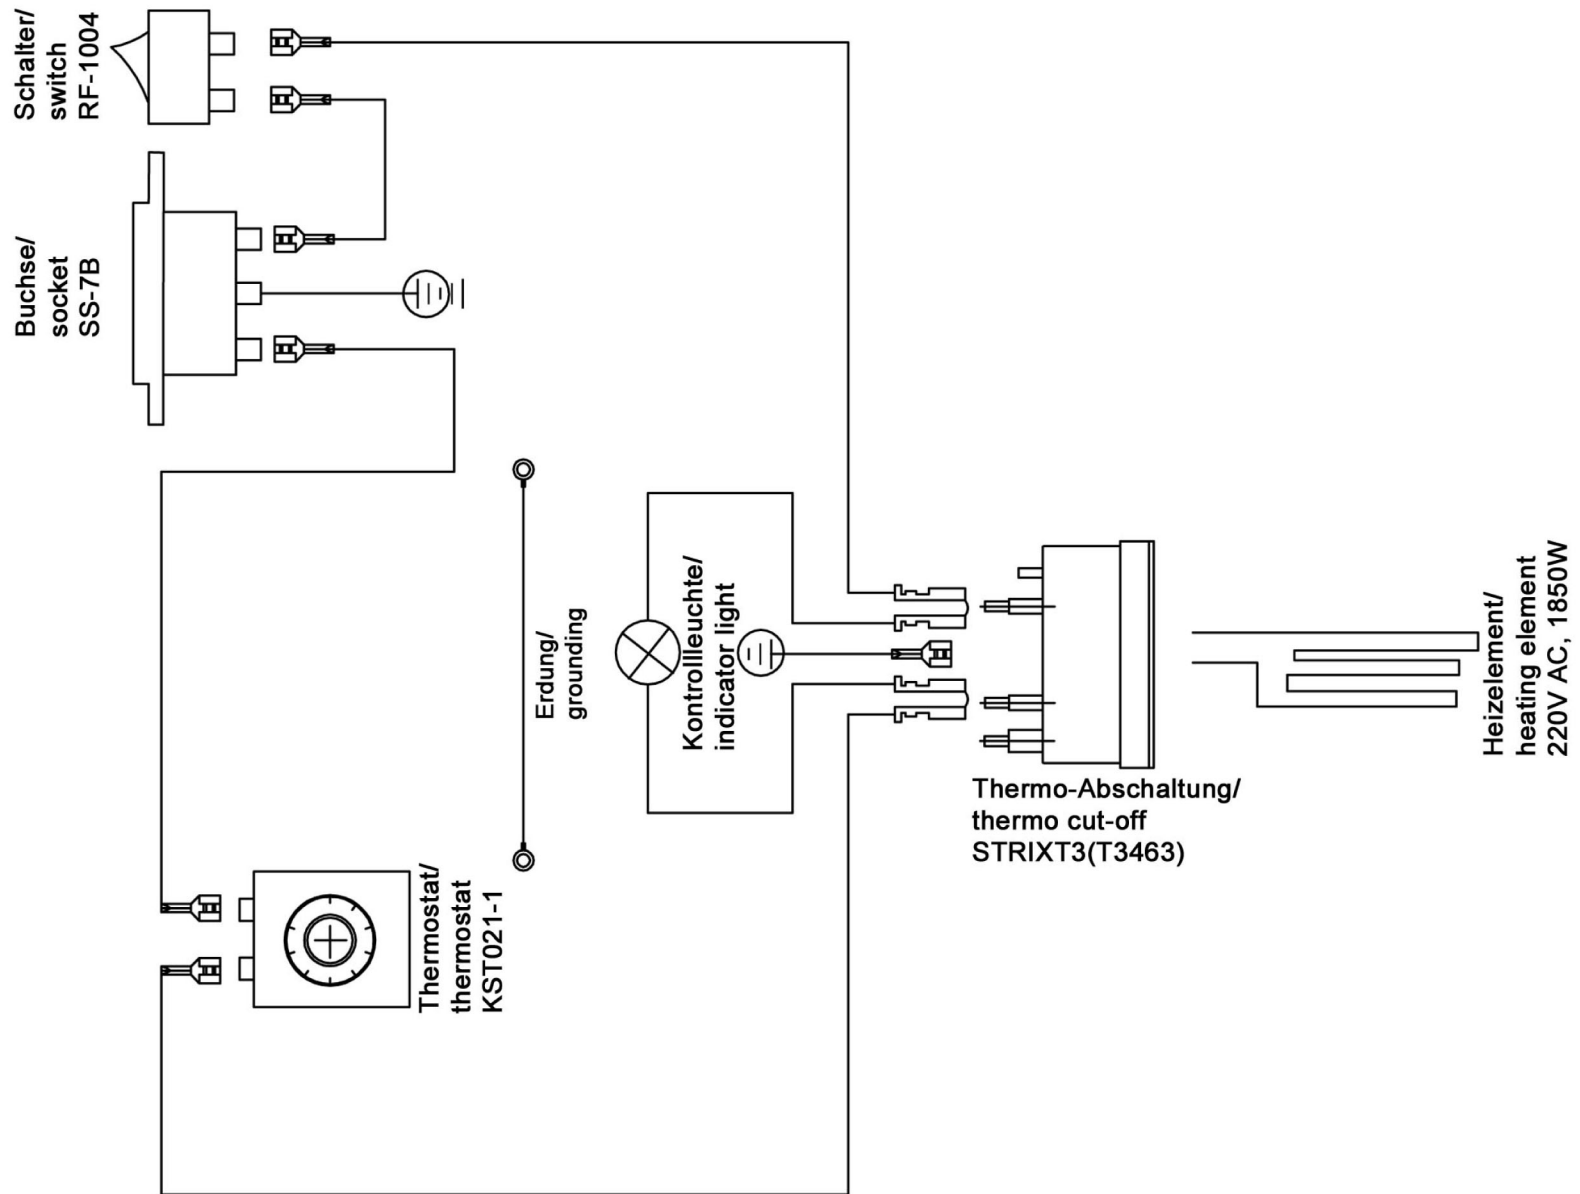 Schalter/
switch
RF-1004
Buchse/
socket
SS-7B
Erdung/
grounding
Kontrollleuchte/
indicator light
Thermostat/
thermostat
KST021-1
Thermo-Abschaltung/
thermo cut-off
STRIXT3(T3463)
Heizelement/
heating element
220V AC, 1850W